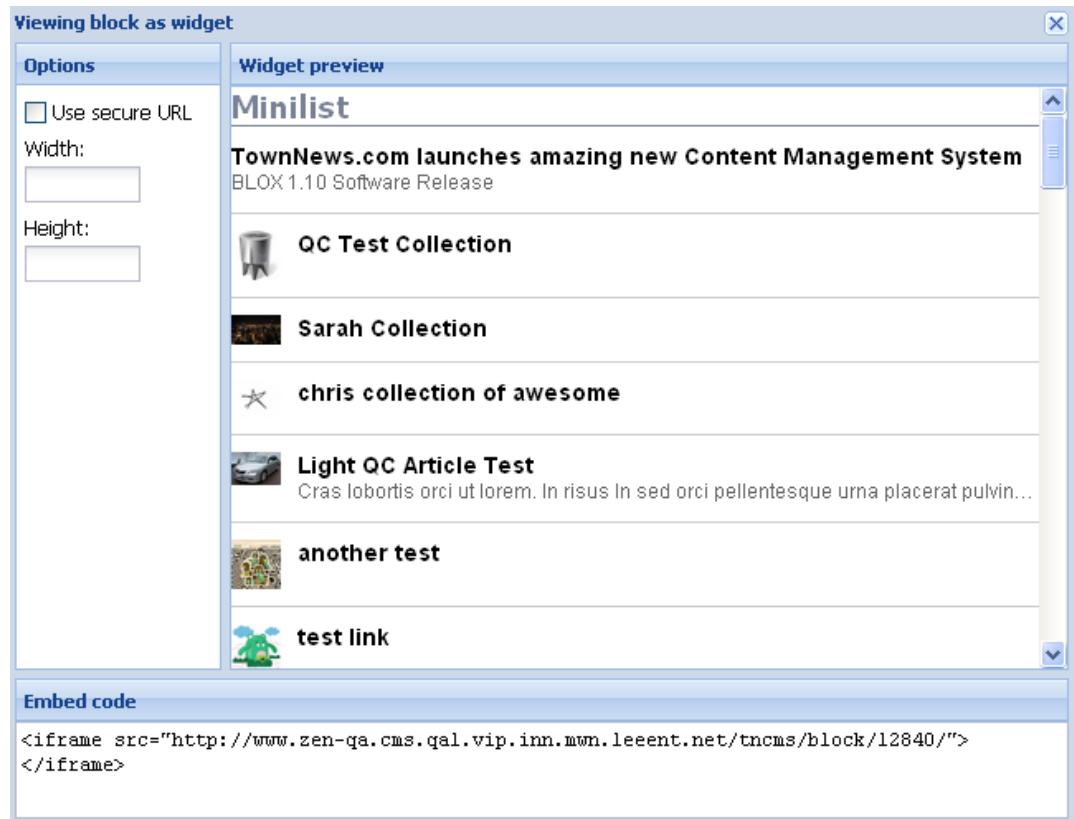 Viewing block as widget
Options
Use secure URL
Width:
Height:
Widget preview
Minilist
TownNews.com launches amazing new Content Management System
BLOX 1.10 Software Release
QC Test Collection
Sarah Collection
chris collection of awesome
Light QC Article Test
Cras lobortis orci ut lorem. In risus In sed orci pellentesque urna placerat pulvin...
another test
test link
Embed code
<iframe src="http://www.zen-qa.cms.qal.vip.inn.mwn.leeent.net/tncms/block/12840/">
</iframe>